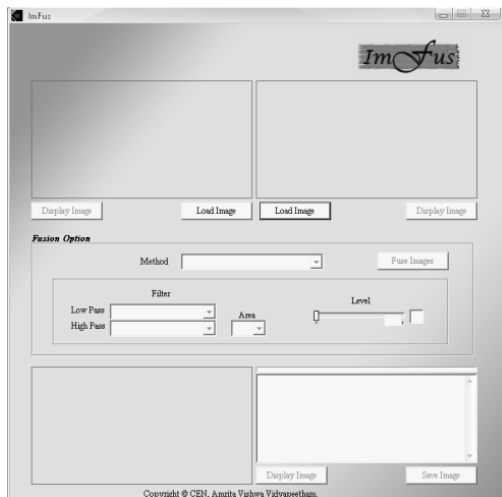 ImFus
ImFus
Display Image Load Image Load Image Display Image
Fusion Option
Method Fuse Images
Filter
Level
Low Pass
Area
High Pass
Display Image Save Image
Copyright © CEN, Amrita Vishwa Vidyapeetham.